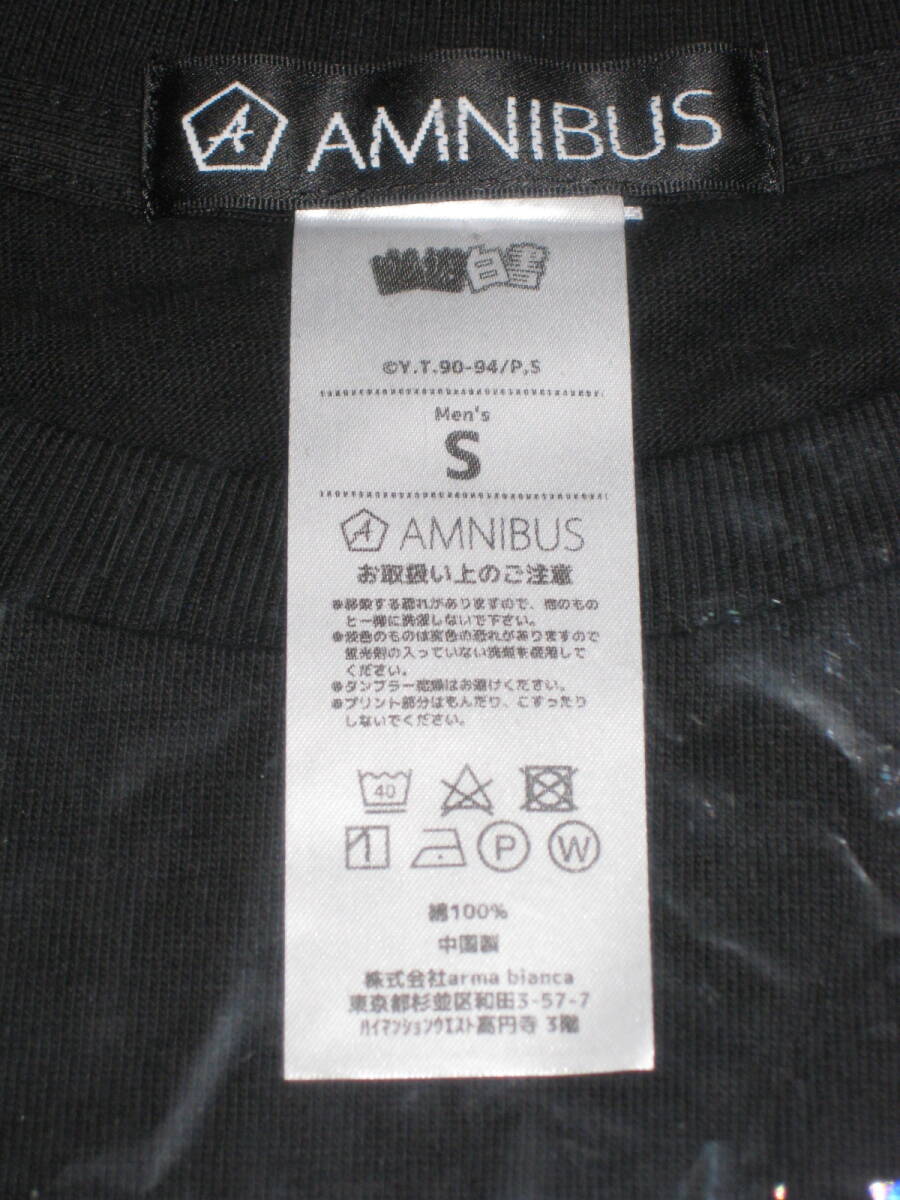 A AMNIBUS
幽遊白書
©Y.T.90-94/P,S
Men's
S
A AMNIBUS
お取扱い上のご注意
※移染する恐れがありますので、他のもの
と一緒に洗濯しないで下さい。
※淡色のものは変色の恐れがありますので
蛍光剤の入っていない洗剤を使用して
ください。
※タンブラー乾燥はお避けください。
※プリント部分はもんだり、こすったり
しないでください。
40
1 P W
綿100%
中国製
株式会社arma bianca
東京都杉並区和田3-57-7
ハイマンションウエスト高円寺 3階